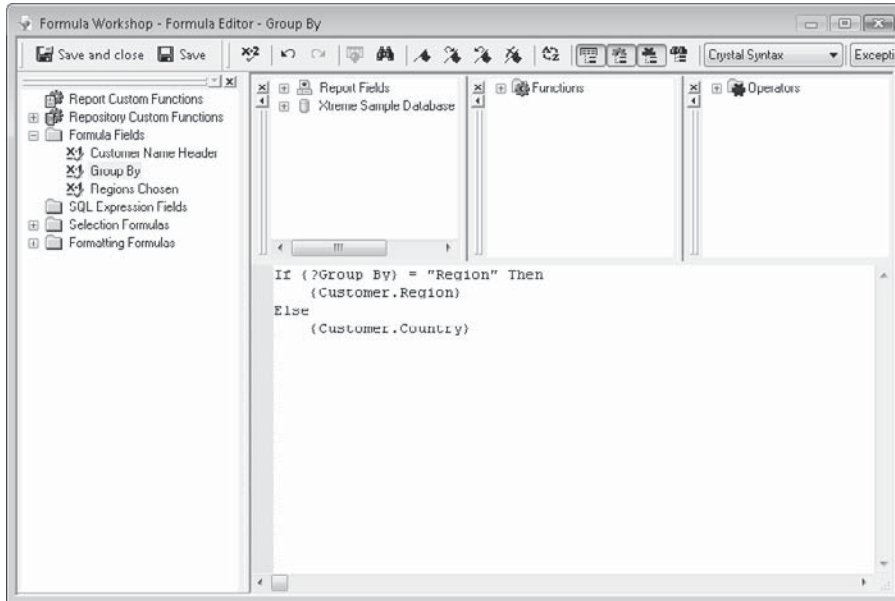 Formula Workshop - Formula Editor - Group By
Save and close Save Crystal Syntax Excepti
Report Custom Functions
Repository Custom Functions
Formula Fields
Customer Name Header
Group By
Regions Chosen
SQL Expression Fields
Selection Formulas
Formatting Formulas
Report Fields
Xtreme Sample Database
Functions
Operators
If {?Group By} = "Region" Then
{Customer.Region}
Else
{Customer.Country}